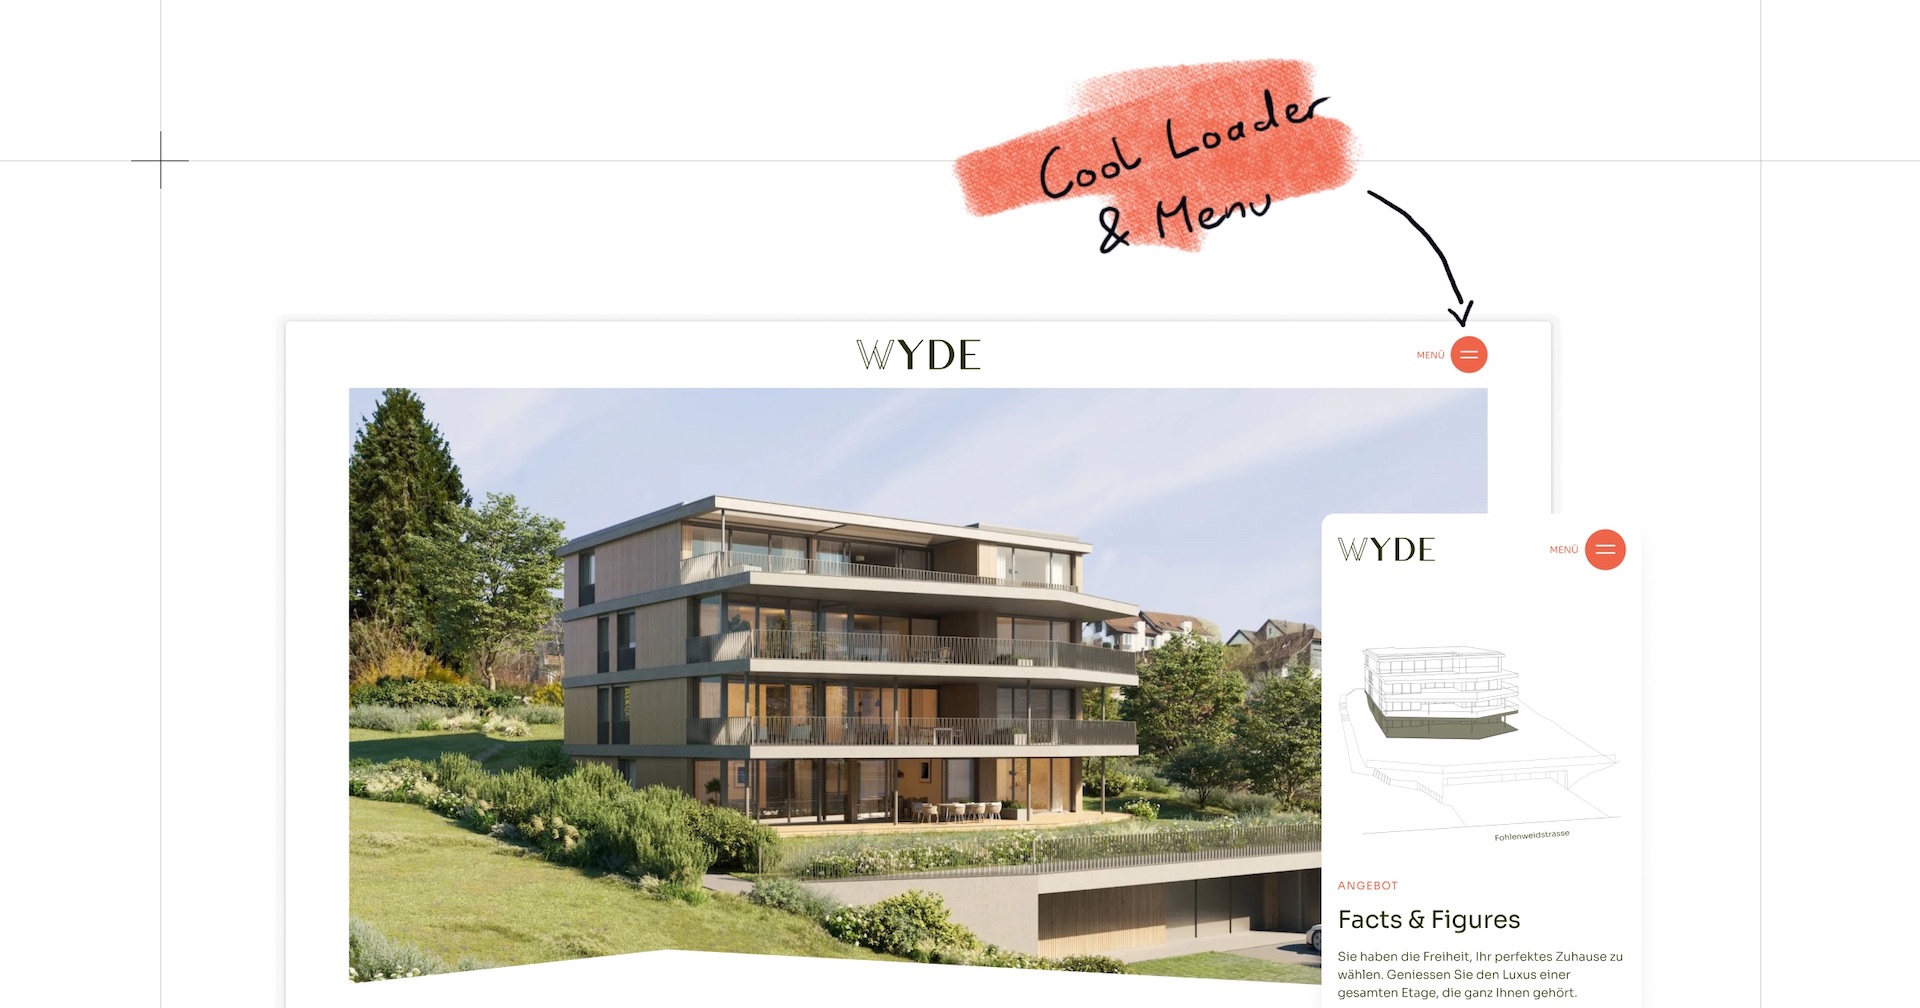 Cool Loader
& Menu
WYDE
MENÜ
WYDE
MENÜ
Fohlenweidstrasse
ANGEBOT
Facts & Figures
Sie haben die Freiheit, Ihr perfektes Zuhause zu
wählen. Geniessen Sie den Luxus einer
gesamten Etage, die ganz Ihnen gehört.